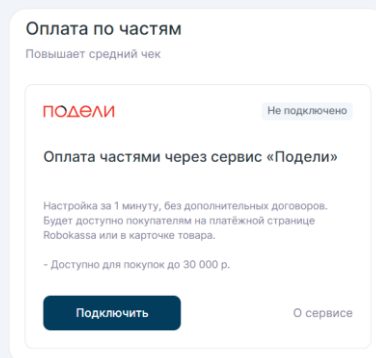 Оплата по частям
Повышает средний чек
ПОДЕЛИ
Не подключено
Оплата частями через сервис «Подели»
Настройка за 1 минуту, без дополнительных договоров.
Будет доступно покупателям на платёжной странице
Robokassa или в карточке товара.
- Доступно для покупок до 30 000 р.
Подключить
О сервисе